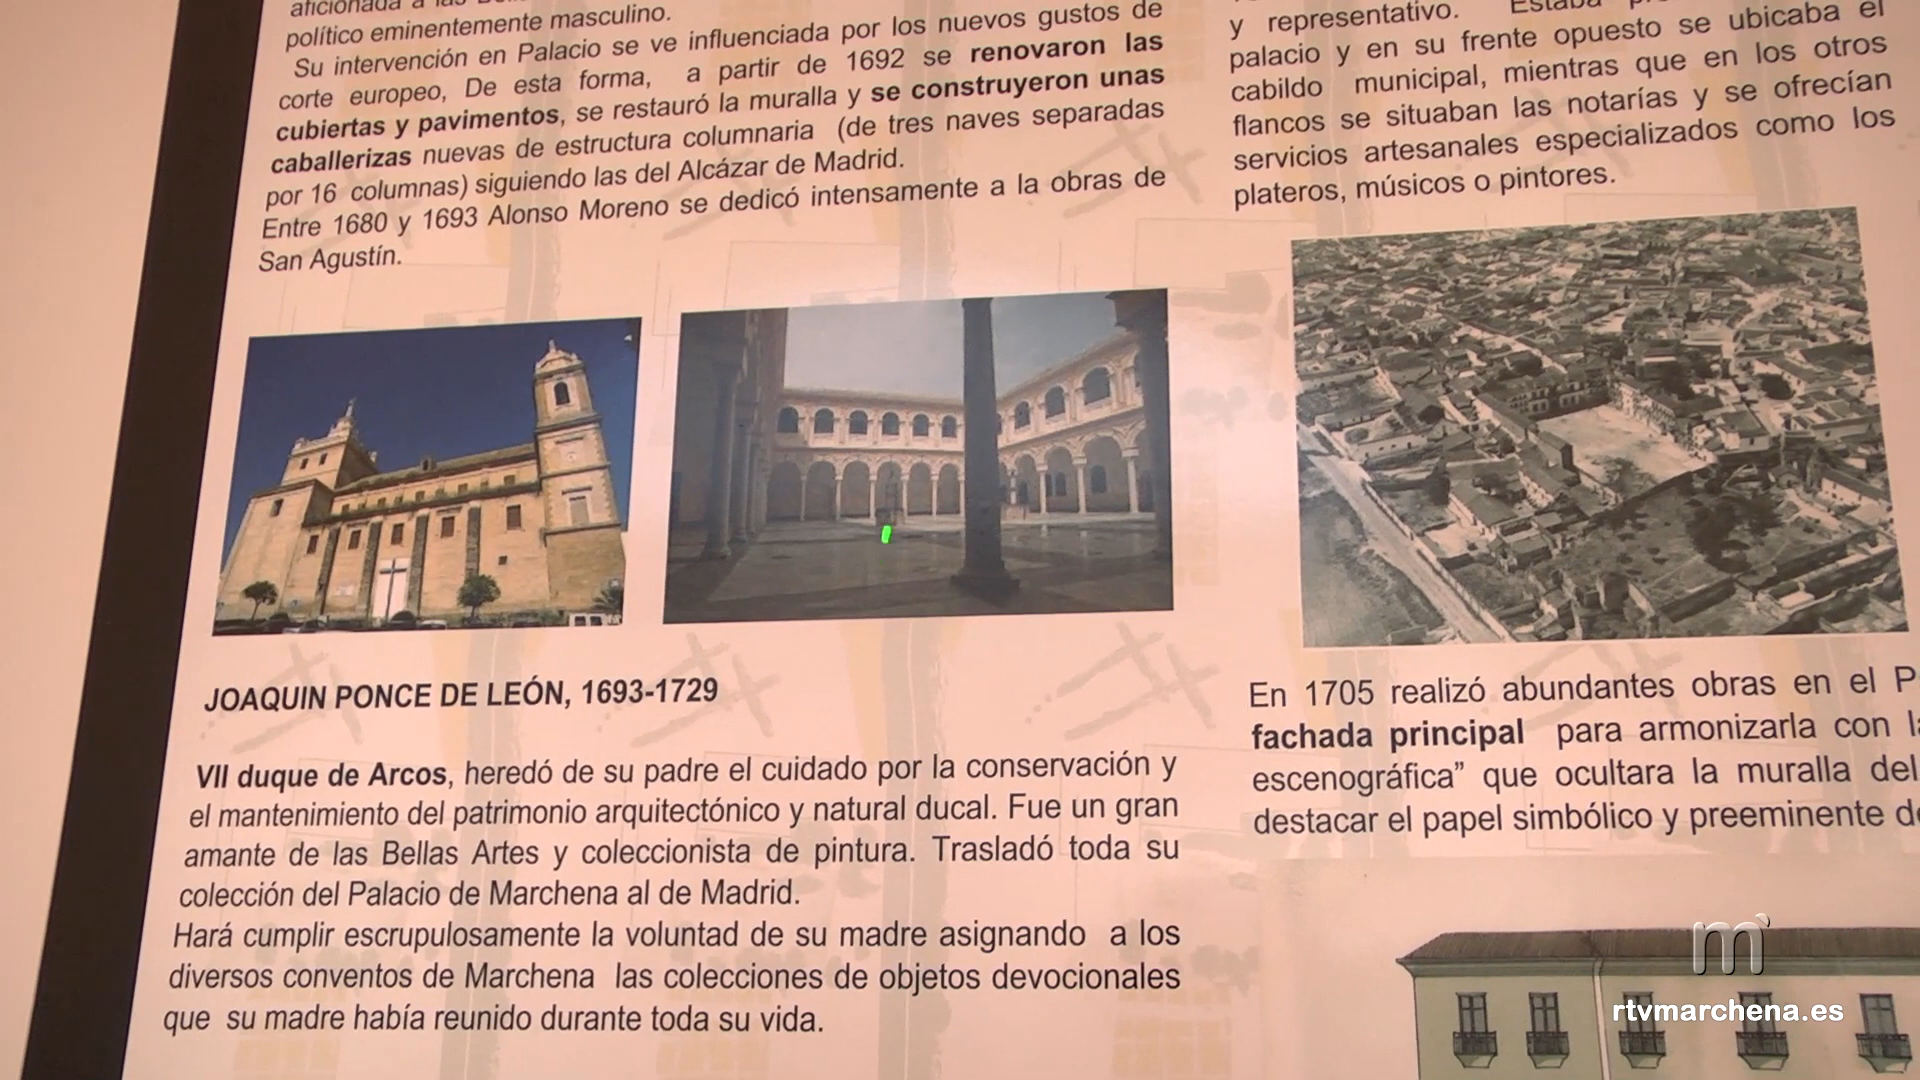 aficionada a las
político eminentemente masculino.
Su intervención en Palacio se ve influenciada por los nuevos gustos de
corte europeo, De esta forma, a partir de 1692 se renovaron las
cubiertas y pavimentos, se restauró la muralla y se construyeron unas
caballerizas nuevas de estructura columnaria (de tres naves separadas
por 16 columnas) siguiendo las del Alcázar de Madrid.
Entre 1680 y 1693 Alonso Moreno se dedicó intensamente a la obras de
San Agustín.
JOAQUIN PONCE DE LEÓN, 1693-1729
VII duque de Arcos, heredó de su padre el cuidado por la conservación y
el mantenimiento del patrimonio arquitectónico y natural ducal. Fue un gran
amante de las Bellas Artes y coleccionista de pintura. Trasladó toda su
colección del Palacio de Marchena al de Madrid.
Hará cumplir escrupulosamente la voluntad de su madre asignando a los
diversos conventos de Marchena las colecciones de objetos devocionales
que su madre había reunido durante toda su vida.
y representativo. Estaba
palacio y en su frente opuesto se ubicaba el
cabildo municipal, mientras que en los otros
flancos se situaban las notarías y se ofrecían
servicios artesanales especializados como los
plateros, músicos o pintores.
En 1705 realizó abundantes obras en el P
fachada principal para armonizarla con la
escenográfica” que ocultara la muralla del
destacar el papel simbólico y preeminente de
m
rtvmarchena.es